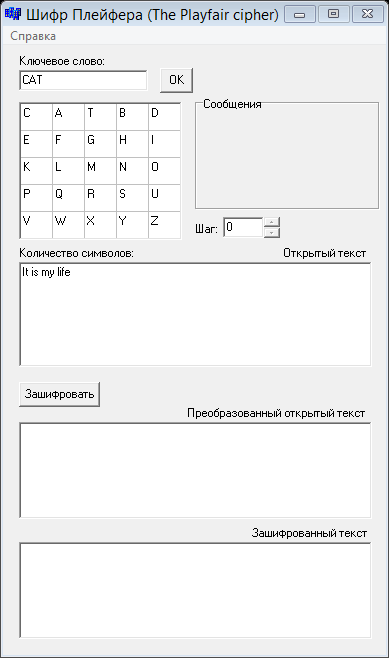 Шифр Плейфера (The Playfair cipher)
Справка
Ключевое слово:
CAT
OK
C A T B D
E F G H I
K L M N O
P Q R S U
V W X Y Z
Сообщения
Шаг: 0
Количество символов: Открытый текст
It is my life
Зашифровать
Преобразованный открытый текст
Зашифрованный текст